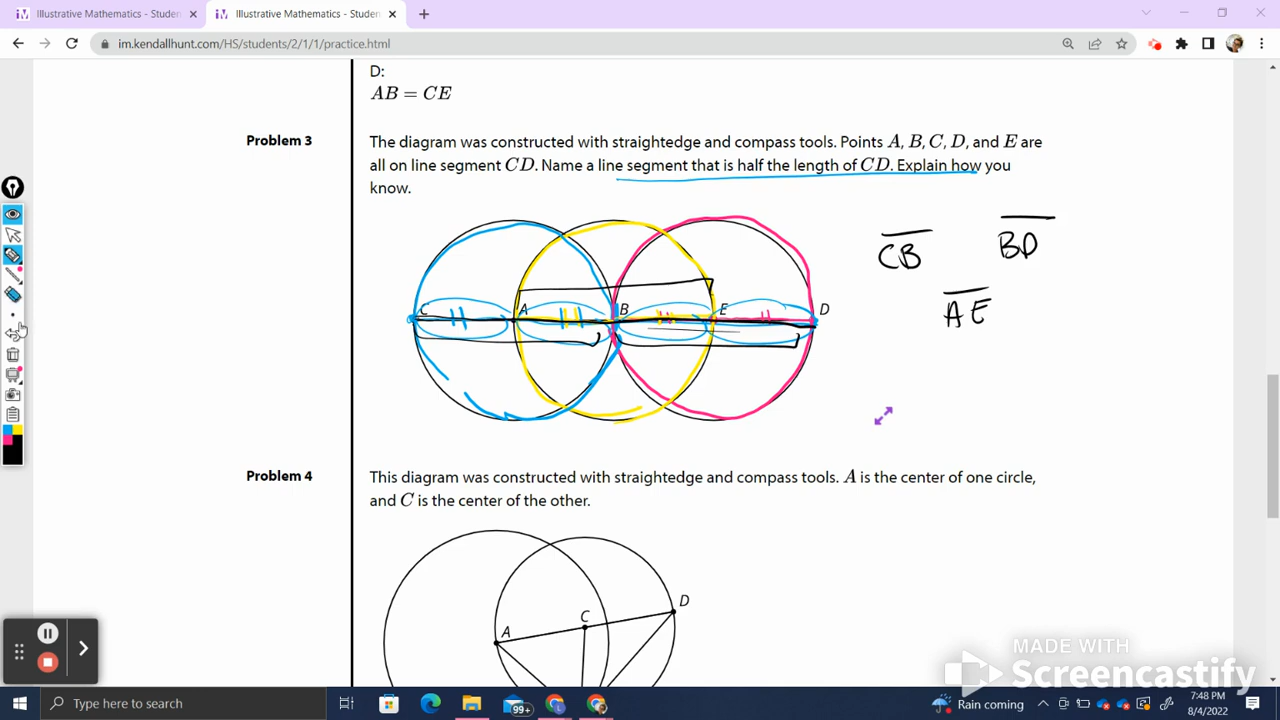 Illustrative Mathematics - Studen
Illustrative Mathematics - Studen
im.kendallhunt.com/HS/students/2/1/1/practice.html
D:
AB = CE
Problem 3
The diagram was constructed with straightedge and compass tools. Points A, B, C, D, and E are
all on line segment CD. Name a line segment that is half the length of CD. Explain how you
know.
CB
BD
AE
C
A
B
E
D
Problem 4
This diagram was constructed with straightedge and compass tools. A is the center of one circle,
and C is the center of the other.
A
C
D
MADE WITH
Screencastify
Type here to search
99+
Rain coming
7:48 PM
8/4/2022